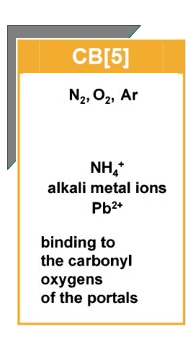 CB[5]
N₂, O₂, Ar
NH₄⁺
alkali metal ions
Pb²⁺
binding to
the carbonyl
oxygens
of the portals